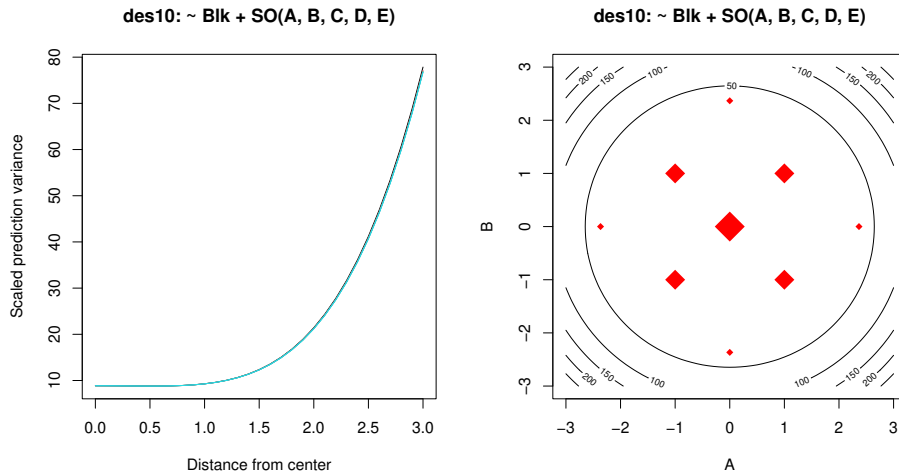 des10: ~ Blk + SO(A, B, C, D, E)
80
70
60
50
40
30
20
10
Scaled prediction variance
0.0 0.5 1.0 1.5 2.0 2.5 3.0
Distance from center
des10: ~ Blk + SO(A, B, C, D, E)
3
2
1
0
−1
−2
−3
B
200 150 100 50 100 150 200
200 150 100 100 150 200
−3 −2 −1 0 1 2 3
A